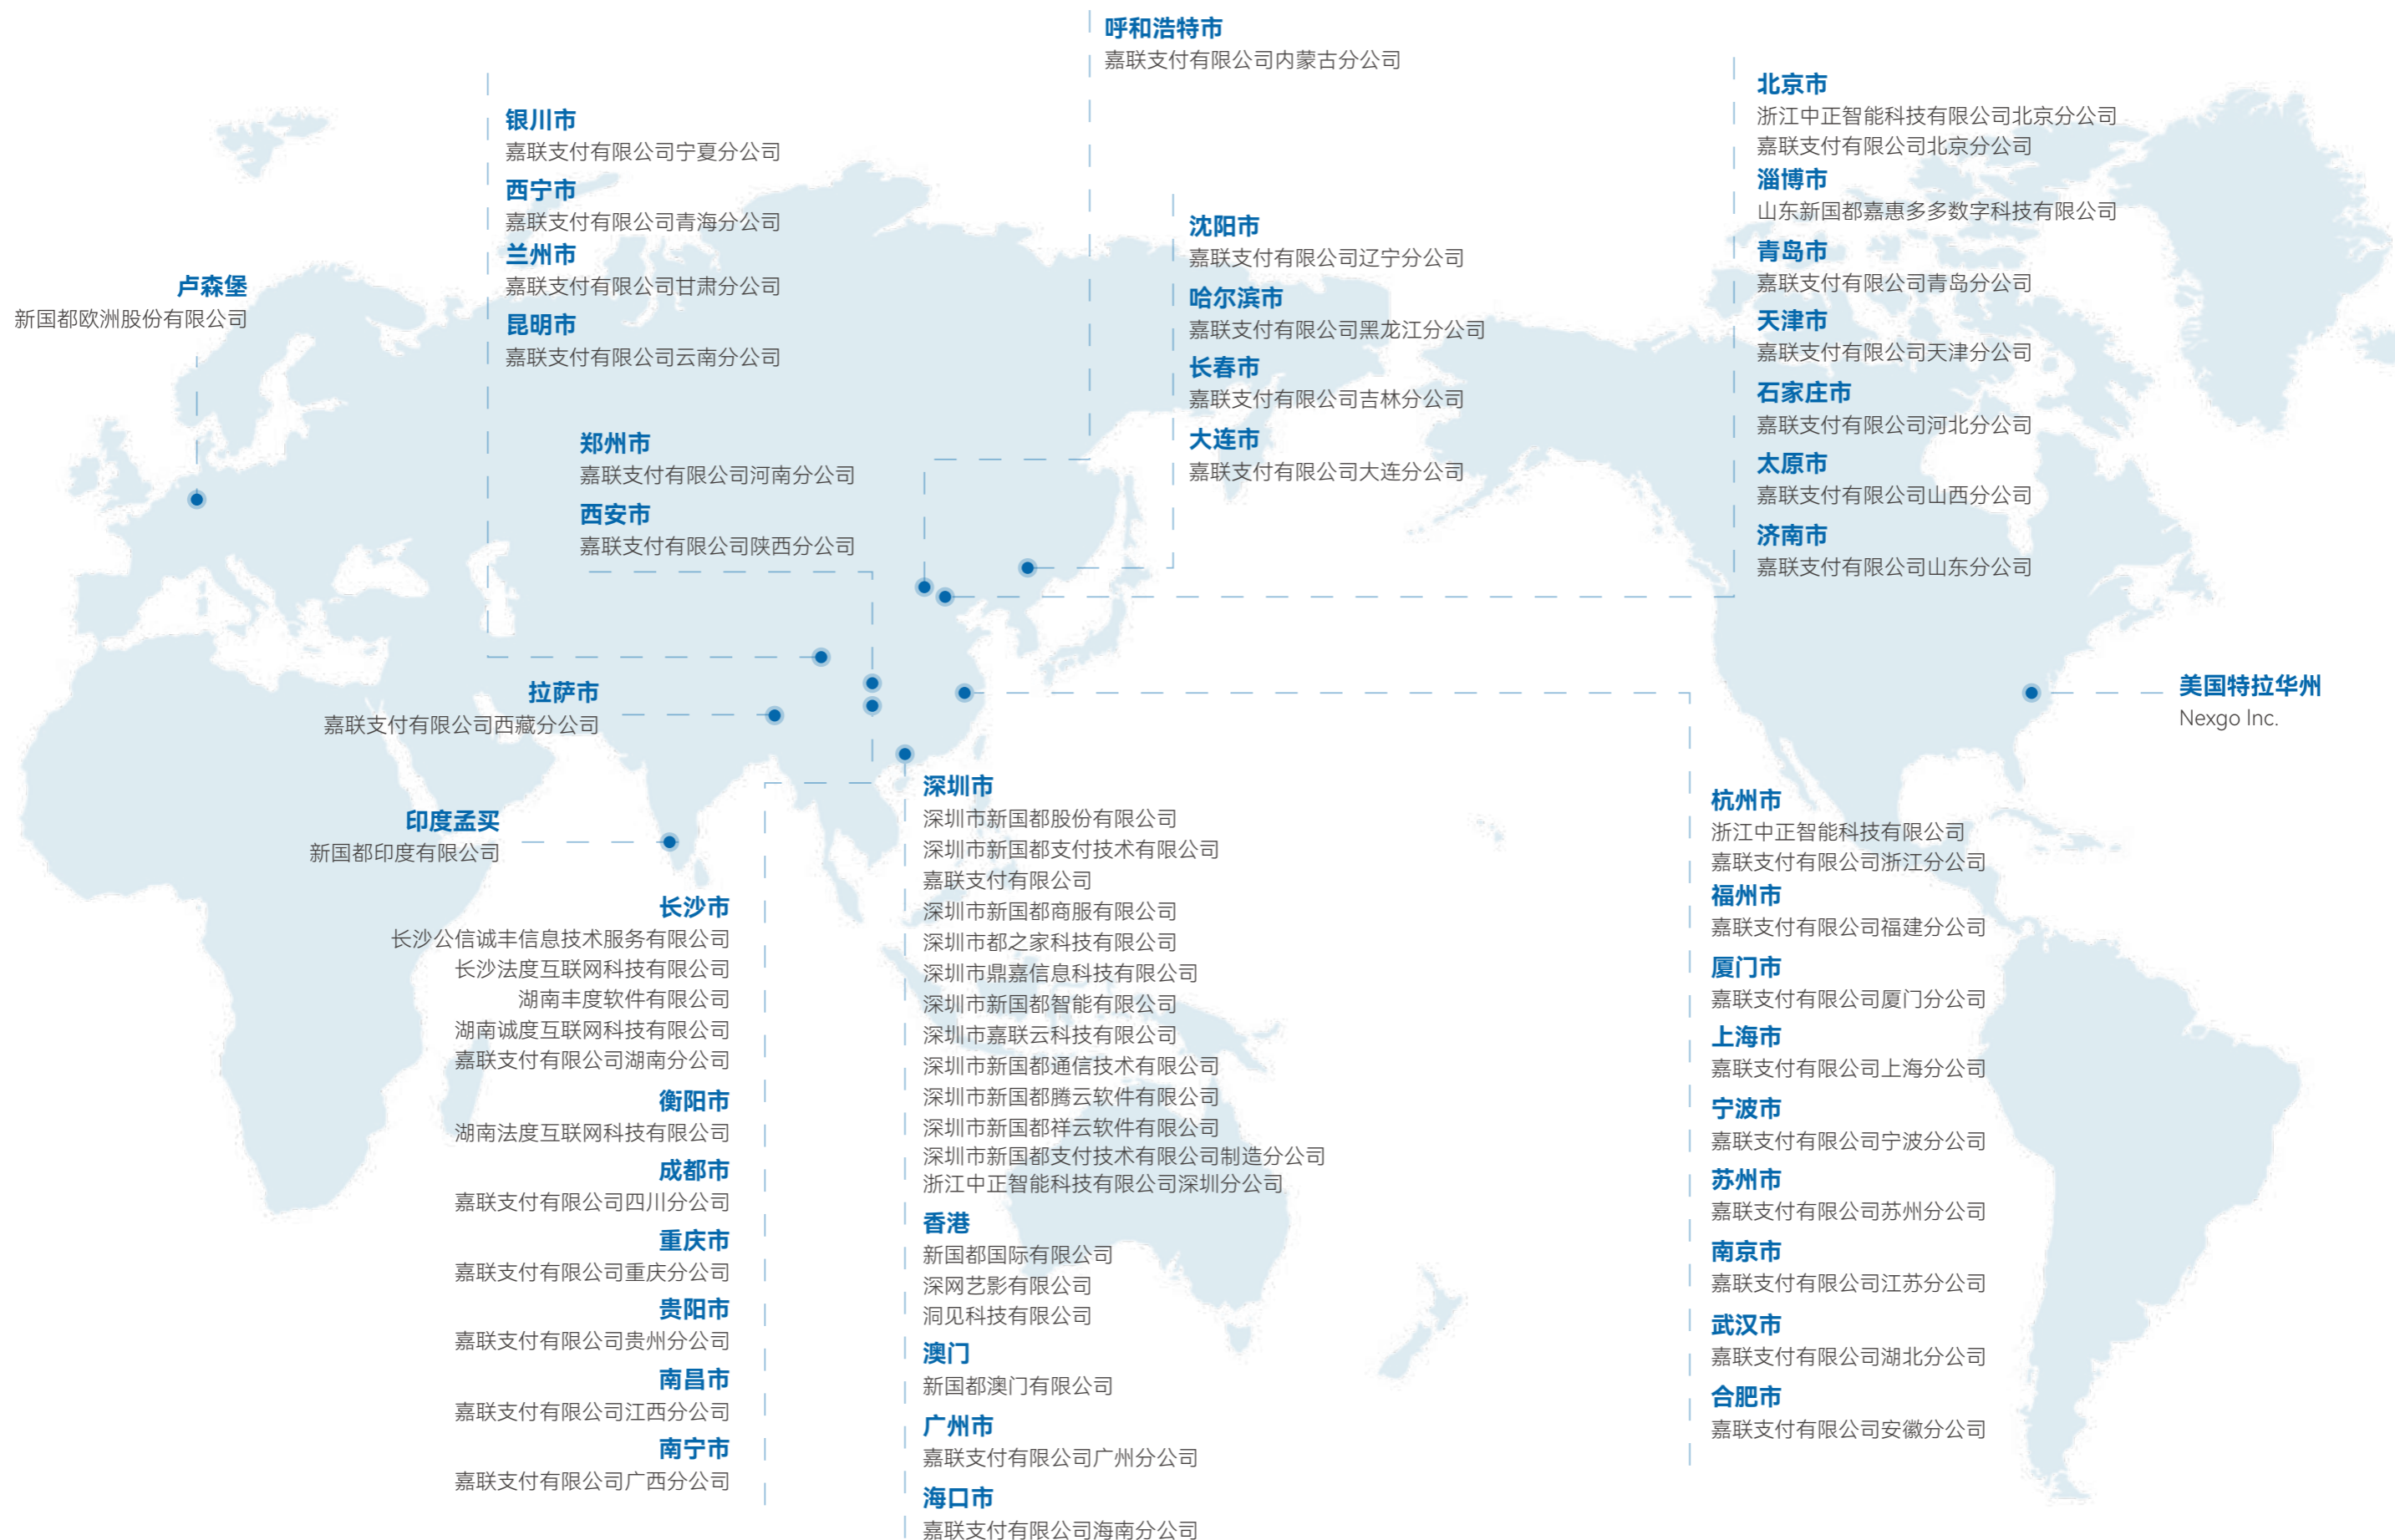 呼和浩特市
嘉联支付有限公司内蒙古分公司
银川市
嘉联支付有限公司宁夏分公司
西宁市
嘉联支付有限公司青海分公司
兰州市
嘉联支付有限公司甘肃分公司
昆明市
嘉联支付有限公司云南分公司
卢森堡
新国都欧洲股份有限公司
郑州市
嘉联支付有限公司河南分公司
西安市
嘉联支付有限公司陕西分公司
沈阳市
嘉联支付有限公司辽宁分公司
哈尔滨市
嘉联支付有限公司黑龙江分公司
长春市
嘉联支付有限公司吉林分公司
大连市
嘉联支付有限公司大连分公司
北京市
浙江中正智能科技有限公司北京分公司
嘉联支付有限公司北京分公司
淄博市
山东新国都嘉惠多多数字科技有限公司
青岛市
嘉联支付有限公司青岛分公司
天津市
嘉联支付有限公司天津分公司
石家庄市
嘉联支付有限公司河北分公司
太原市
嘉联支付有限公司山西分公司
济南市
嘉联支付有限公司山东分公司
拉萨市
嘉联支付有限公司西藏分公司
美国特拉华州
Nexgo Inc.
印度孟买
新国都印度有限公司
长沙市
长沙公信诚丰信息技术服务有限公司
长沙法度互联网科技有限公司
湖南丰度软件有限公司
湖南诚度互联网科技有限公司
嘉联支付有限公司湖南分公司
衡阳市
湖南法度互联网科技有限公司
成都市
嘉联支付有限公司四川分公司
重庆市
嘉联支付有限公司重庆分公司
贵阳市
嘉联支付有限公司贵州分公司
南昌市
嘉联支付有限公司江西分公司
南宁市
嘉联支付有限公司广西分公司
深圳市
深圳市新国都股份有限公司
深圳市新国都支付技术有限公司
嘉联支付有限公司
深圳市新国都商服有限公司
深圳市都之家科技有限公司
深圳市鼎嘉信息科技有限公司
深圳市新国都智能有限公司
深圳市嘉联云科技有限公司
深圳市新国都通信技术有限公司
深圳市新国都腾云软件有限公司
深圳市新国都祥云软件有限公司
深圳市新国都支付技术有限公司制造分公司
浙江中正智能科技有限公司深圳分公司
香港
新国都国际有限公司
深网艺影有限公司
洞见科技有限公司
澳门
新国都澳门有限公司
广州市
嘉联支付有限公司广州分公司
海口市
嘉联支付有限公司海南分公司
杭州市
浙江中正智能科技有限公司
嘉联支付有限公司浙江分公司
福州市
嘉联支付有限公司福建分公司
厦门市
嘉联支付有限公司厦门分公司
上海市
嘉联支付有限公司上海分公司
宁波市
嘉联支付有限公司宁波分公司
苏州市
嘉联支付有限公司苏州分公司
南京市
嘉联支付有限公司江苏分公司
武汉市
嘉联支付有限公司湖北分公司
合肥市
嘉联支付有限公司安徽分公司